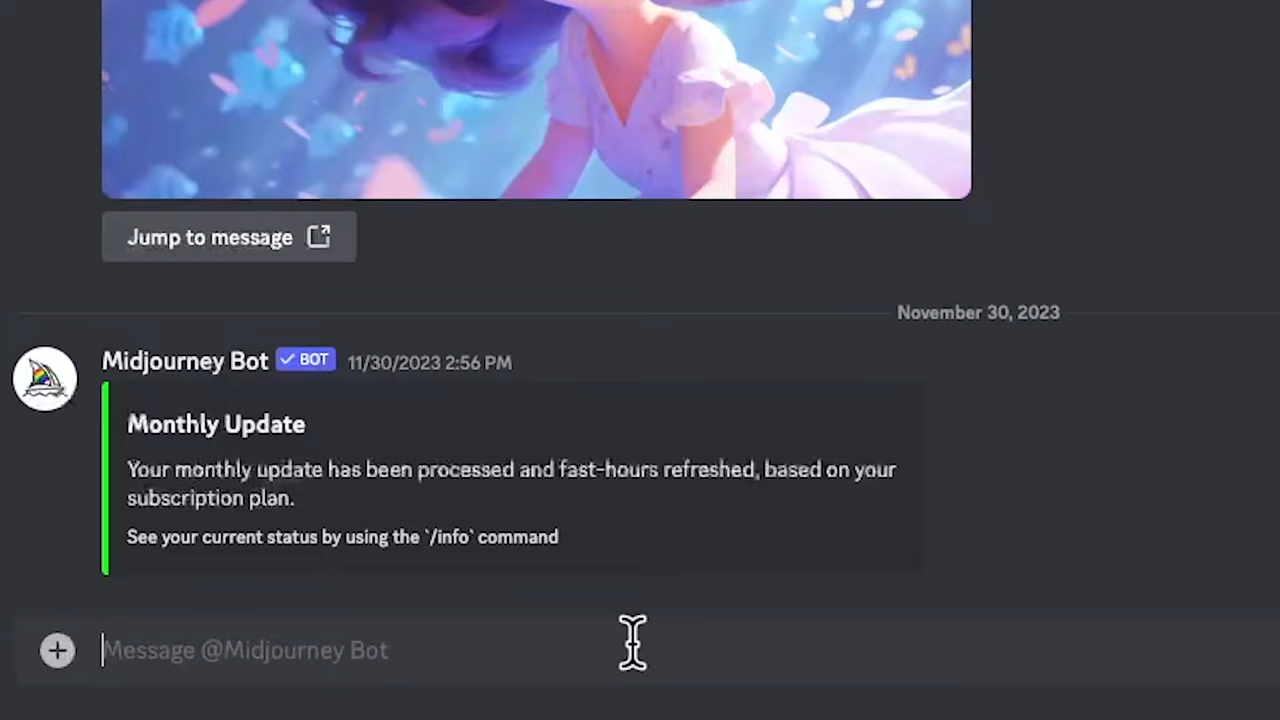 Jump to message
November 30, 2023
Midjourney Bot BOT 11/30/2023 2:56 PM
Monthly Update
Your monthly update has been processed and fast-hours refreshed, based on your
subscription plan.
See your current status by using the `/info` command
Message @Midjourney Bot